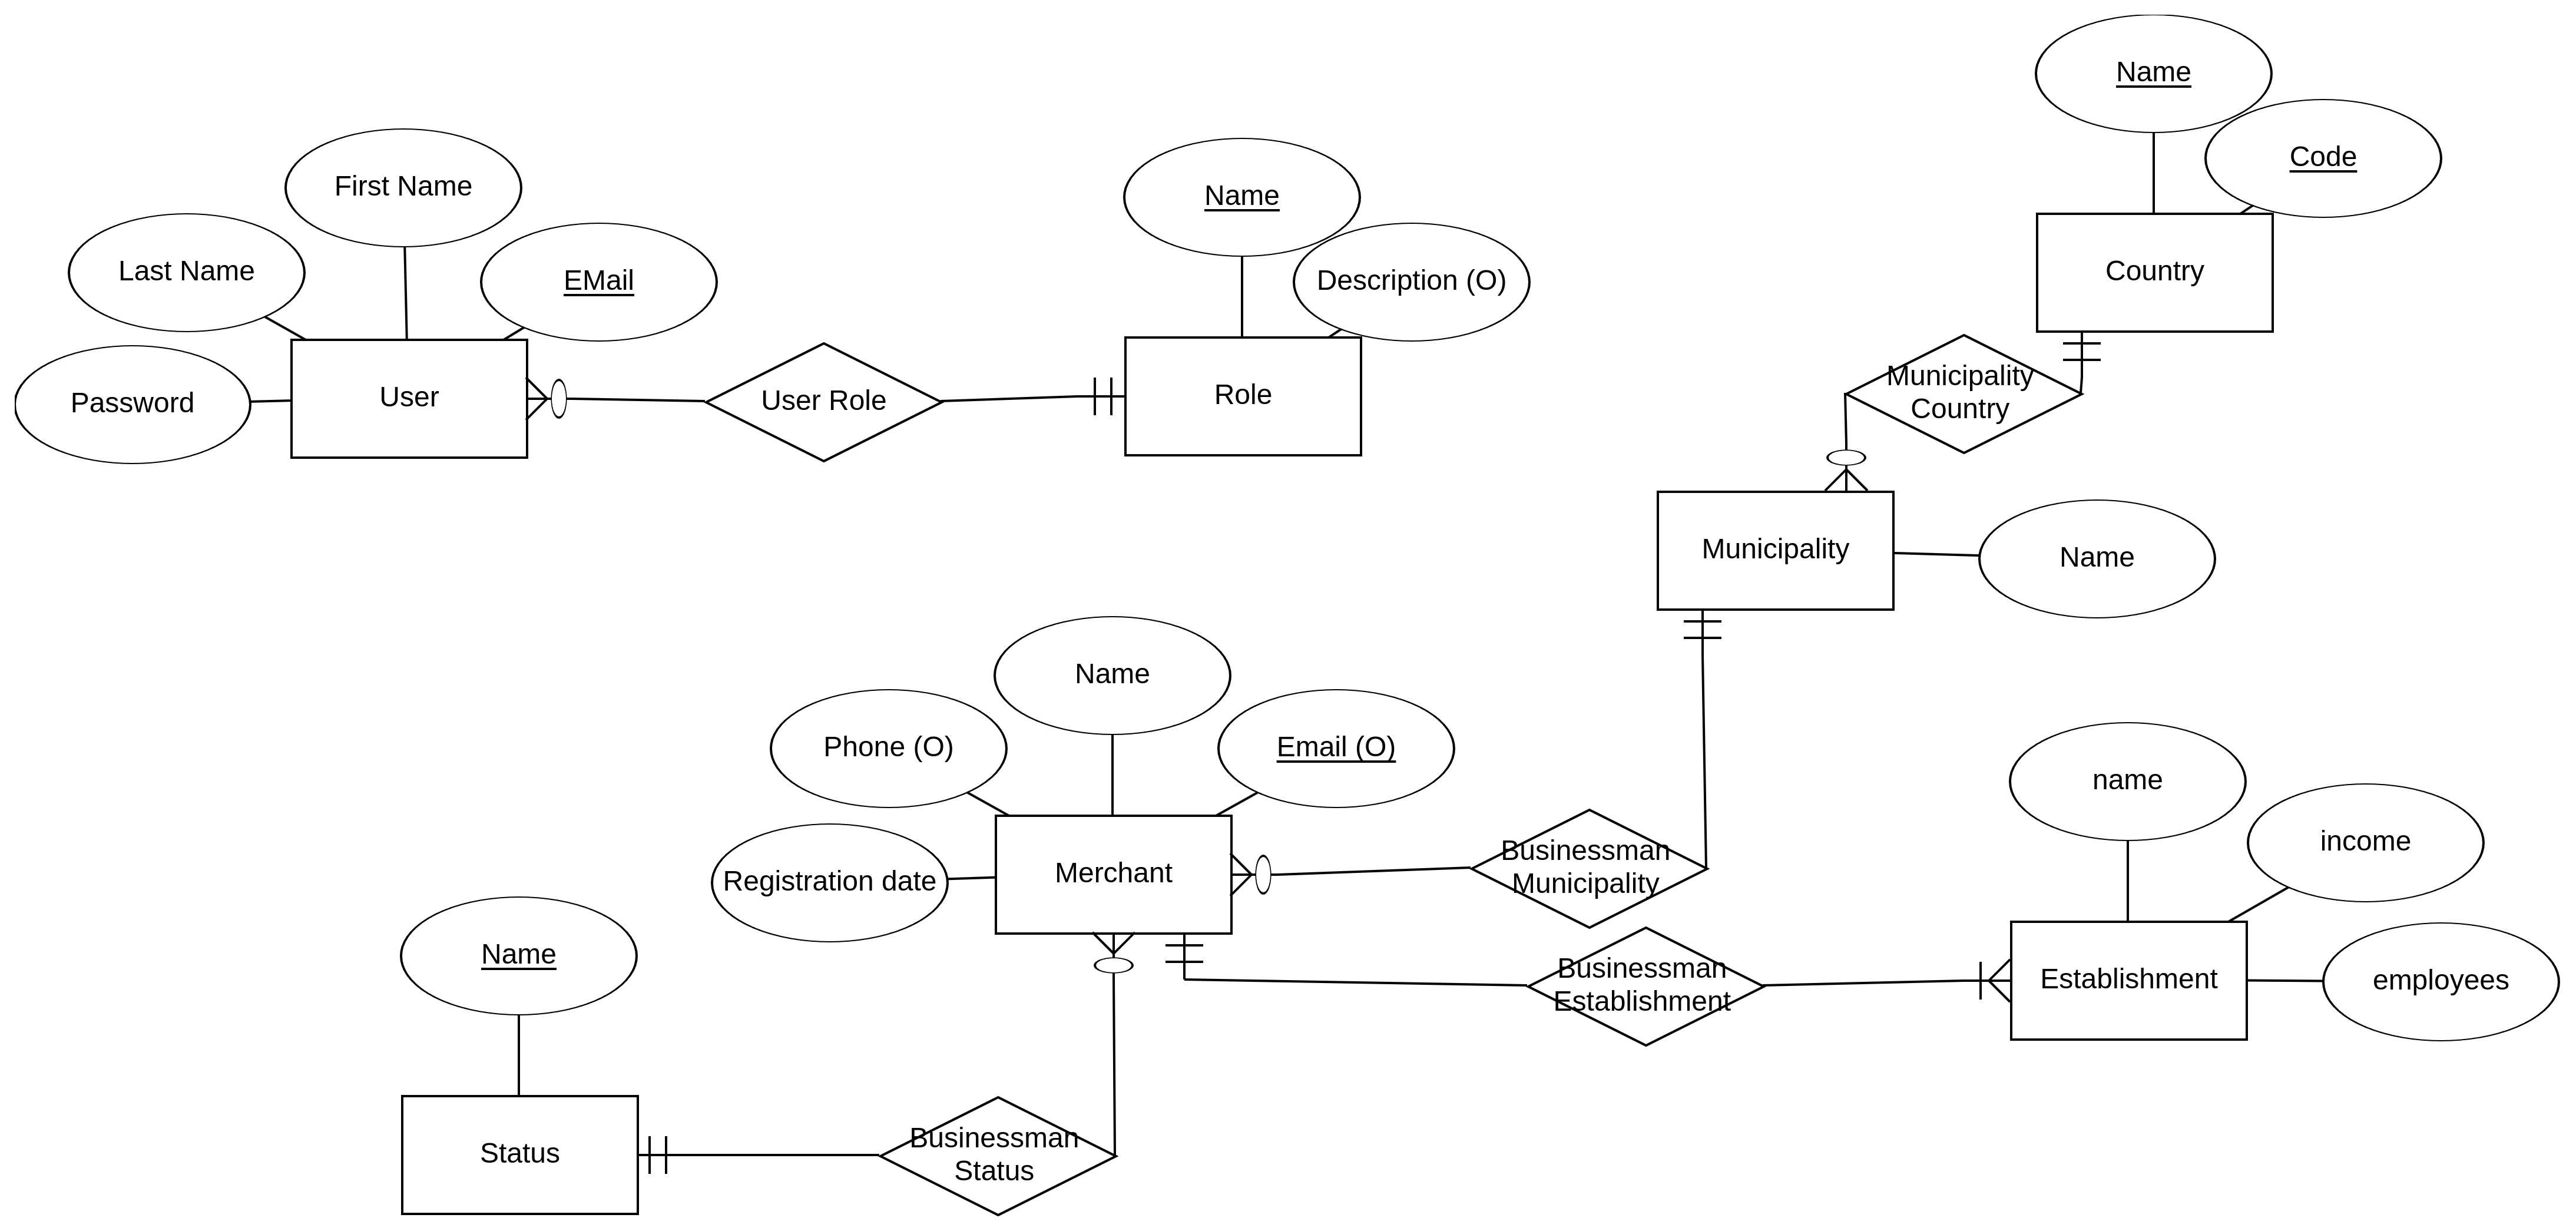 Name
Code
First Name
Name
Last Name
EMail
Description (O)
Country
Password
User
User Role
Role
Municipality
Country
Municipality
Name
Name
Phone (O)
Email (O)
name
income
Registration date
Merchant
Businessman
Municipality
Name
Businessman
Establishment
Establishment
employees
Status
Businessman
Status